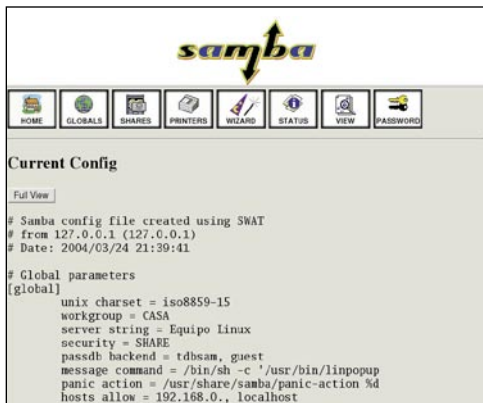 samba
HOME GLOBALS SHARES PRINTERS WIZARD STATUS VIEW PASSWORD
Current Config
Full View
# Samba config file created using SWAT
# from 127.0.0.1 (127.0.0.1)
# Date: 2004/03/24 21:39:41
# Global parameters
[global]
unix charset = iso8859-15
workgroup = CASA
server string = Equipo Linux
security = SHARE
passdb backend = tdbsam, guest
message command = /bin/sh -c '/usr/bin/linpopup
panic action = /usr/share/samba/panic-action %d
hosts allow = 192.168.0., localhost